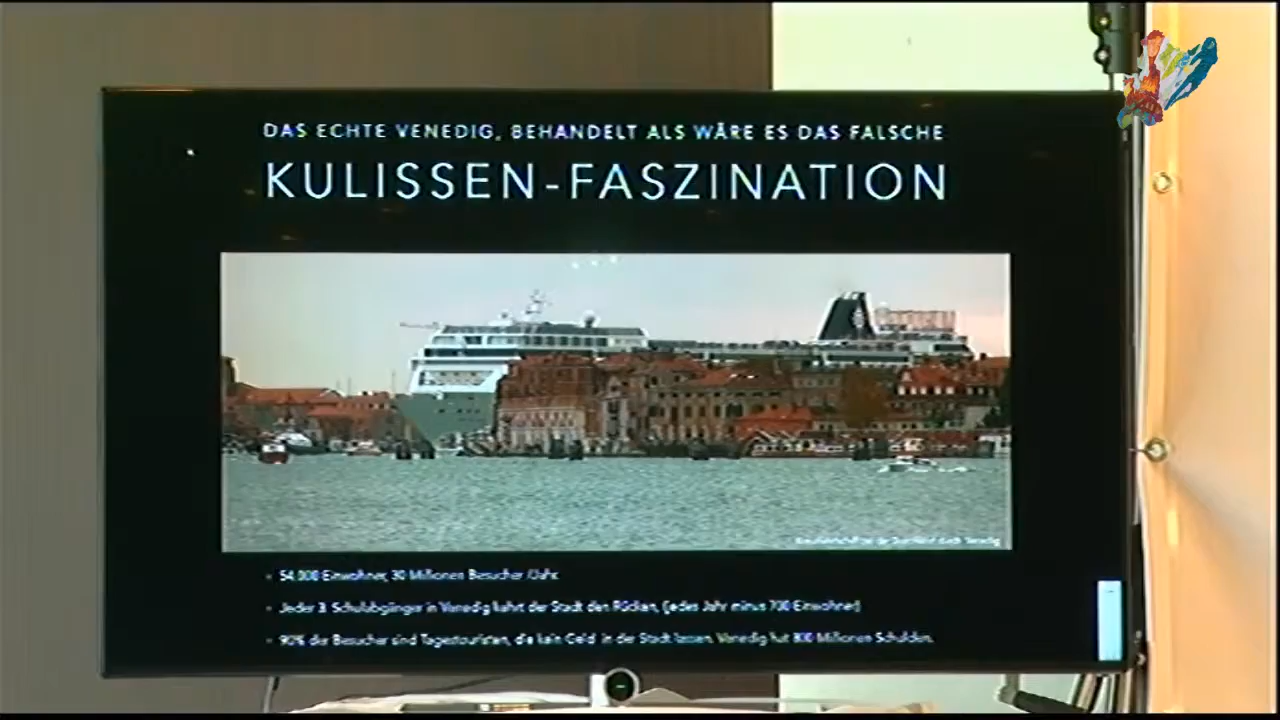 DAS ECHTE VENEDIG, BEHANDELT ALS WÄRE ES DAS FALSCHE
KULISSEN-FASZINATION
Venedig
54.000 Einwohner, 30 Millionen Besucher /Jahr.
Jeder 3. Schulabgänger in Venedig kehrt der Stadt den Rücken, (jedes Jahr minus 700 Einwohner)
90% der Besucher sind Tagestouristen, die kein Geld in der Stadt lassen. Venedig hat 800 Millionen Schulden.